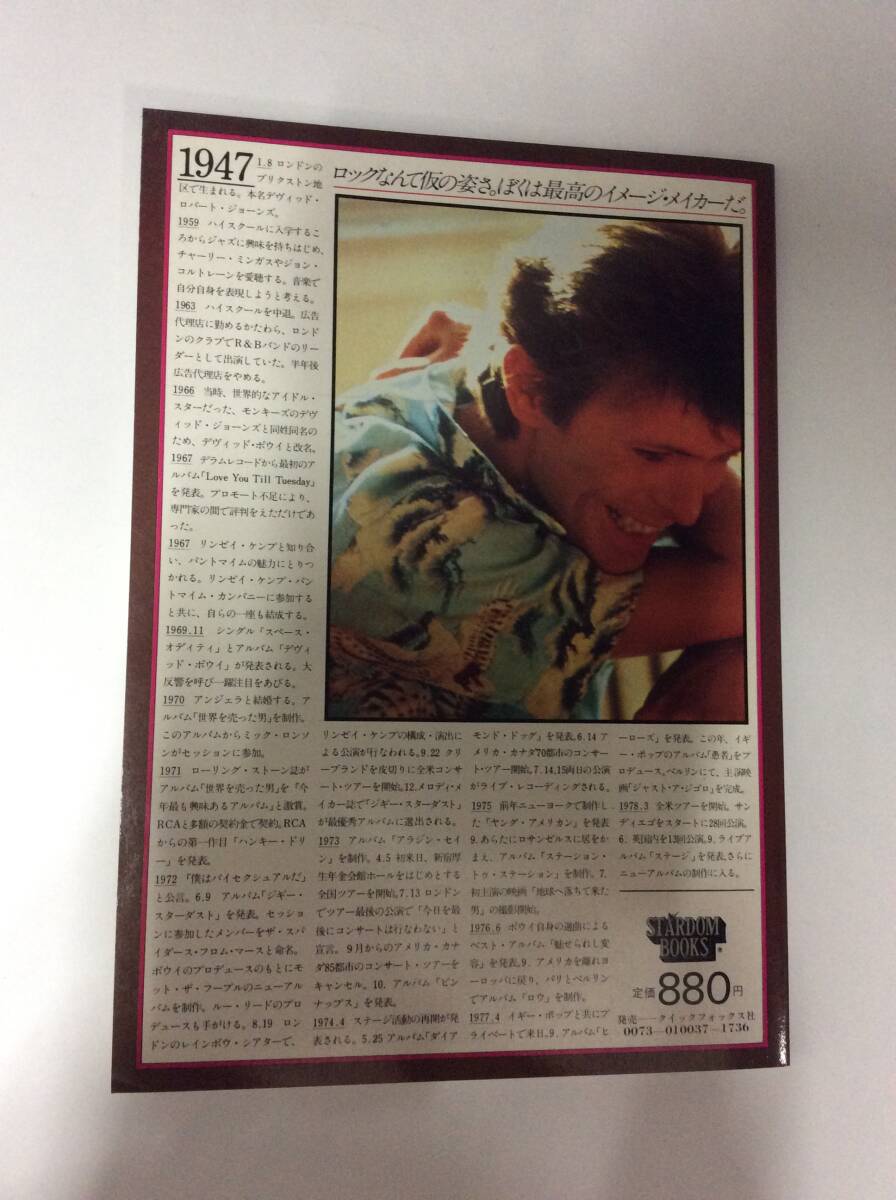 1947 1.8 ロンドンの
ブリクストン地
区で生まれる。本名デヴィッド・
ロバート・ジョーンズ。
1959 ハイスクールに入学するこ
ろからジャズに興味を持ちはじめ、
チャーリー・ミンガスやジョン・
コルトレーンを愛聴する。音楽で
自分自身を表現しようと考える。
1963 ハイスクールを中退。広告
代理店に勤めるかたわら、ロンド
ンのクラブでR&Bバンドのリー
ダーとして出演していた。半年後
広告代理店をやめる。
1966 当時、世界的なアイドル・
スターだった、モンキーズのデヴ
ィッド・ジョーンズと同姓同名の
ため、デヴィッド・ボウイと改名。
1967 デラムレコードから最初のア
ルバム「Love You Till Tuesday」
を発表。プロモート不足により、
専門家の間で評判をえただけであ
った。
1967 リンゼイ・ケンプと知り合
い、パントマイムの魅力にとりつ
かれる。リンゼイ・ケンプ・パン
トマイム・カンパニーに参加する
と共に、自らの一座も結成する。
1969.11 シングル「スペース・
オディティ」とアルバム「デヴィ
ッド・ボウイ」が発表される。大
反響を呼び一躍注目をあびる。
1970 アンジェラと結婚する。ア
ルバム「世界を売った男」を制作。
このアルバムからミック・ロンソ
ンがセッションに参加。
1971 ローリング・ストーン誌が
アルバム「世界を売った男」を「今
年最も興味あるアルバム」と激賞。
RCAと多額の契約金で契約。RCA
からの第一作目「ハンキー・ドリ
ー」を発表。
1972 「僕はバイセクシュアルだ」
と公言。6.9 アルバム「ジギー・
スターダスト」を発表。セッショ
ンに参加したメンバーをザ・スパ
イダース・フロム・マースと命名。
ボウイのプロデュースのもとにモ
ット・ザ・フープルのニューアル
バムを制作。ルー・リードのプロ
デュースも手がける。8.19 ロン
ドンのレインボウ・シアターで、
ロックなんて仮の姿さ。ぼくは最高のイメージ・メイカーだ。
リンゼイ・ケンプの構成・演出に
よる公演が行なわれる。9.22 クリ
ーブランドを皮切りに全米コンサ
ート・ツアーを開始。12.メロディ・メ
イカー誌で「ジギー・スターダスト」
が最優秀アルバムに選出される。
1973 アルバム「アラジン・セイ
ン」を制作。4.5 初来日、新宿厚
生年金会館ホールをはじめとする
全国ツアーを開始。7.13 ロンドン
でツアー最後の公演で「今日を最
後にコンサートは行なわない」と
宣言。9月からのアメリカ・カナ
ダ85都市のコンサート・ツアーを
キャンセル。10. アルバム「ピン
ナップス」を発表。
1974.4 ステージ活動の再開が発
表される。5.25 アルバム「ダイア
モンド・ドッグ」を発表。6.14 ア
メリカ・カナダ70都市のコンサー
ト・ツアー開始。7.14,15両日の公演
がライブ・レコーディングされる。
1975 前年ニューヨークで制作し
た「ヤング・アメリカン」を発表
9. あらたにロサンゼルスに居をか
まえ、アルバム「ステーション・
トゥ・ステーション」を制作。7.
初主演の映画「地球へ落ちて来た
男」の撮影開始。
1976.6 ボウイ自身の選曲による
ベスト・アルバム「魅せられし変
容」を発表。9. アメリカを離れヨ
ーロッパに戻り、パリとベルリン
でアルバム「ロウ」を制作。
1977.4 イギー・ポップと共にプ
ライベートで来日。9. アルバム「ヒ
ーローズ」を発表。この年、イギ
ー・ポップのアルバム「愚者」をプ
ロデュース。ベルリンにて、主演映
画「ジャスト・ア・ジゴロ」を完成。
1978.3 全米ツアーを開始。サン
ディエゴをスタートに28回公演。
6. 英国内を13回公演。9. ライブア
ルバム「ステージ」を発表。さらに
ニューアルバムの制作に入る。
STARDOM
BOOKS
定価880円
発売──クイックフォックス社
0073—010037—1736